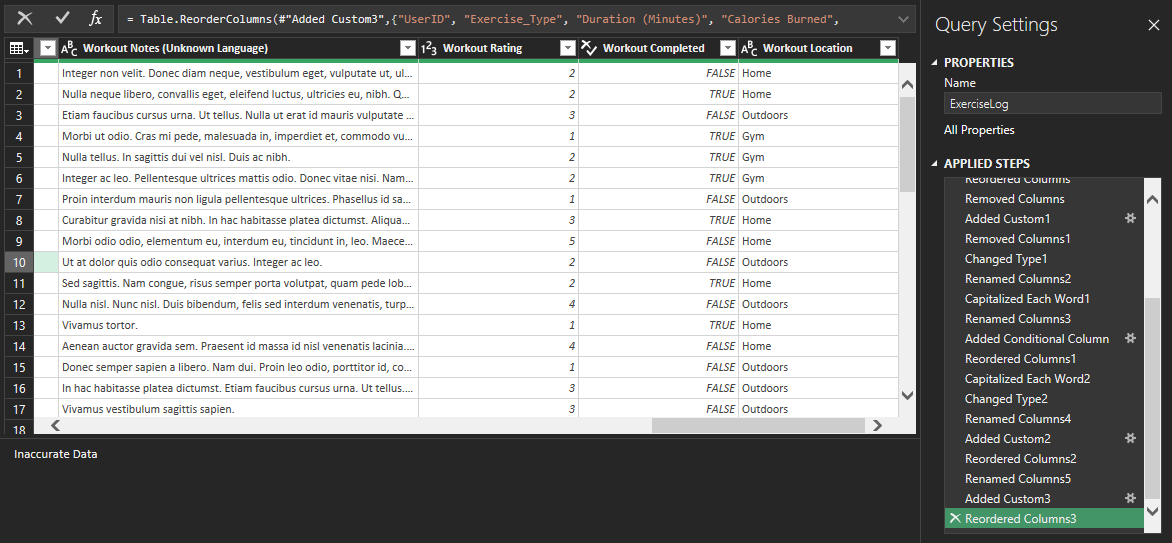 fx = Table.ReorderColumns(#"Added Custom3",{"UserID", "Exercise_Type", "Duration (Minutes)", "Calories Burned",
ABC Workout Notes (Unknown Language) 123 Workout Rating Workout Completed ABC Workout Location
1 Integer non velit. Donec diam neque, vestibulum eget, vulputate ut, ul... 2 FALSE Home
2 Nulla neque libero, convallis eget, eleifend luctus, ultricies eu, nibh. Q... 2 TRUE Home
3 Etiam faucibus cursus urna. Ut tellus. Nulla ut erat id mauris vulputate ... 3 FALSE Outdoors
4 Morbi ut odio. Cras mi pede, malesuada in, imperdiet et, commodo vu... 1 TRUE Gym
5 Nulla tellus. In sagittis dui vel nisl. Duis ac nibh. 2 TRUE Gym
6 Integer ac leo. Pellentesque ultrices mattis odio. Donec vitae nisi. Nam... 2 TRUE Gym
7 Proin interdum mauris non ligula pellentesque ultrices. Phasellus id sa... 1 FALSE Outdoors
8 Curabitur gravida nisi at nibh. In hac habitasse platea dictumst. Aliqua... 3 TRUE Home
9 Morbi odio odio, elementum eu, interdum eu, tincidunt in, leo. Maece... 5 FALSE Home
10 Ut at dolor quis odio consequat varius. Integer ac leo. 2 FALSE Outdoors
11 Sed sagittis. Nam congue, risus semper porta volutpat, quam pede lob... 2 TRUE Home
12 Nulla nisl. Nunc nisl. Duis bibendum, felis sed interdum venenatis, turp... 4 FALSE Outdoors
13 Vivamus tortor. 1 TRUE Home
14 Aenean auctor gravida sem. Praesent id massa id nisl venenatis lacinia.... 4 FALSE Home
15 Donec semper sapien a libero. Nam dui. Proin leo odio, porttitor id, co... 1 FALSE Outdoors
16 In hac habitasse platea dictumst. Etiam faucibus cursus urna. Ut tellus.... 3 FALSE Outdoors
17 Vivamus vestibulum sagittis sapien. 3 FALSE Outdoors
18
Inaccurate Data
Query Settings
PROPERTIES
Name
ExerciseLog
All Properties
APPLIED STEPS
Reordered Columns
Removed Columns
Added Custom1
Removed Columns1
Changed Type1
Renamed Columns2
Capitalized Each Word1
Renamed Columns3
Added Conditional Column
Reordered Columns1
Capitalized Each Word2
Changed Type2
Renamed Columns4
Added Custom2
Reordered Columns2
Renamed Columns5
Added Custom3
Reordered Columns3